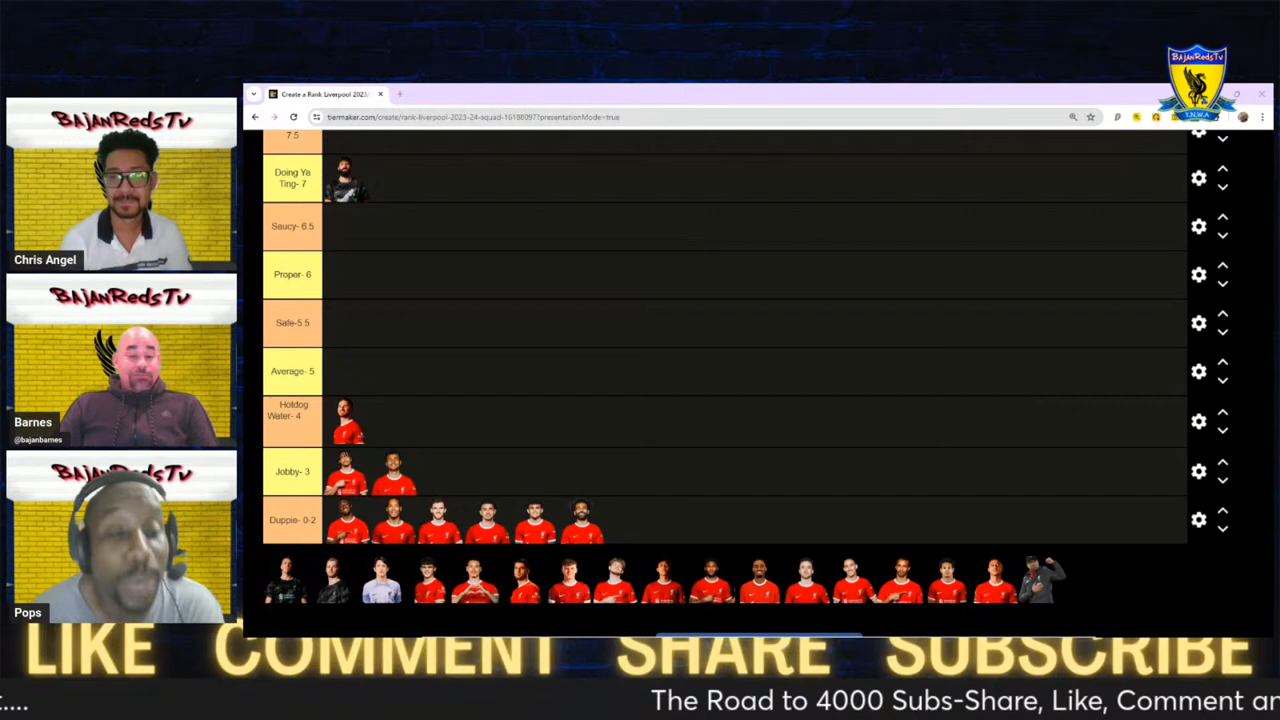 BAJANREDSTV
Y.N.W.A
Create a Rank Liverpool 2023/
tiermaker.com/create/rank-liverpool-2023-24-squad-1618097?presentationMode=true
BAJANREDSTV
Chris Angel
BAJANREDSTV
Barnes
@bajanbarnes
BAJANREDSTV
Pops
7.5
Doing Ya
Ting- 7
Saucy- 6.5
Proper- 6
Safe-5.5
Average- 5
Hotdog
Water- 4
Jobby- 3
Duppie- 0-2
LIKE COMMENT SHARE SUBSCRIBE
t.... The Road to 4000 Subs-Share, Like, Comment an